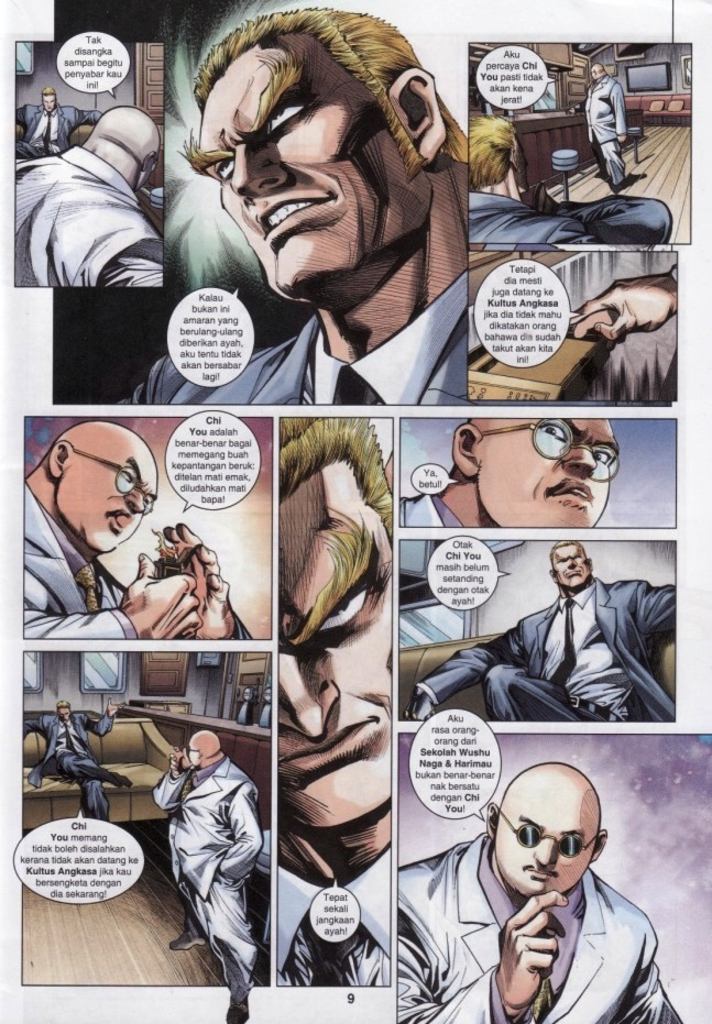 Tak
disangka
sampai begitu
penyabar kau
ini!
Kalau
bukan ini
amaran yang
berulang-ulang
diberikan ayah,
aku tentu tidak
bersabar
lagi!
Aku
percaya Chi
You pasti tidak
akan kena
jerat!
Tetapi
dia mesti
juga datang ke
Kultus Angkasa
jika dia tidak mahu
dikatakan orang
bahawa dia sudah
takut akan kita
ini!
Chi
You adalah
benar-benar bagai
memegang buah
kepantangan beruk:
ditelan mati emak,
diludahkan mati
bapa!
Ya,
betul!
Otak
Chi You
masih belum
setanding
dengan otak
ayah!
Chi
You memang
tidak boleh disalahkan
kerana tidak akan datang ke
Kultus Angkasa jika kau
bersengketa dengan
dia sekarang!
Tepat
sekali
jangkaan
ayah!
Aku
rasa orang-
orang dari
Sekolah Wushu
Naga & Harimau
bukan benar-benar
nak bersatu
dengan Chi
You!
9